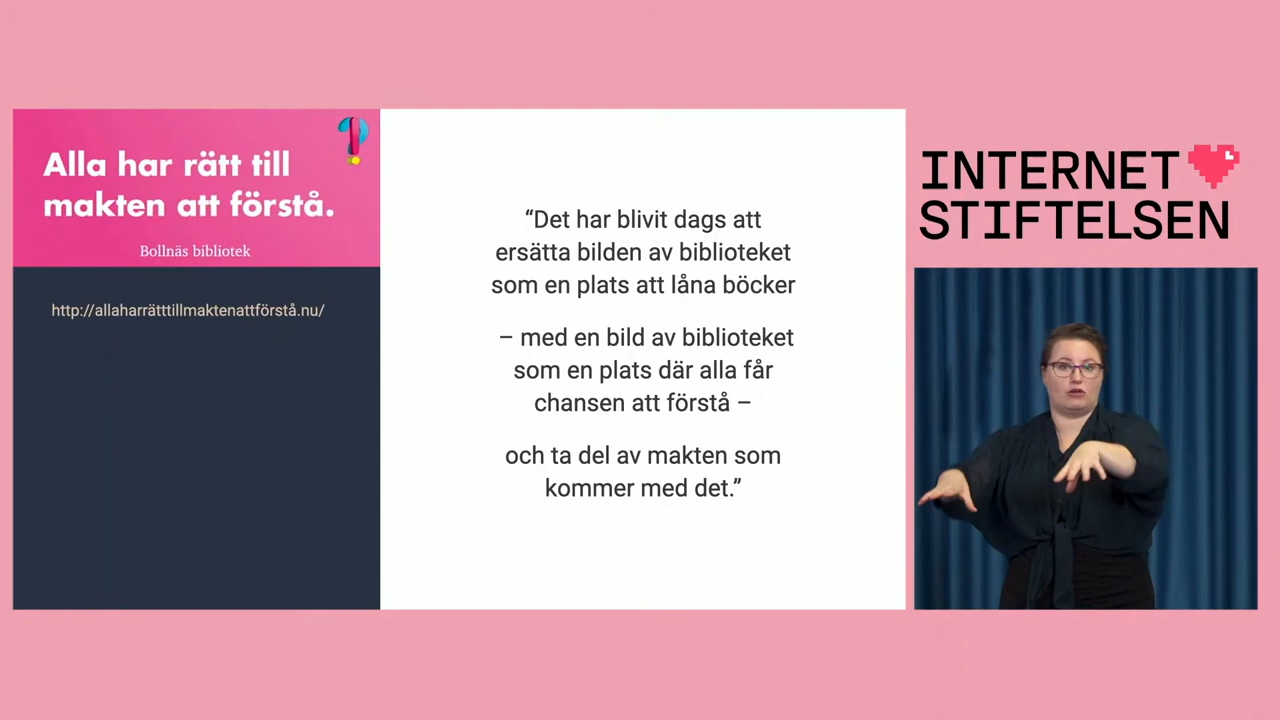 Alla har rätt till
makten att förstå.
Bollnäs bibliotek
http://allaharrätttillmaktenattförstå.nu/
“Det har blivit dags att
ersätta bilden av biblioteket
som en plats att låna böcker
– med en bild av biblioteket
som en plats där alla får
chansen att förstå –
och ta del av makten som
kommer med det.”
INTERNET
STIFTELSEN